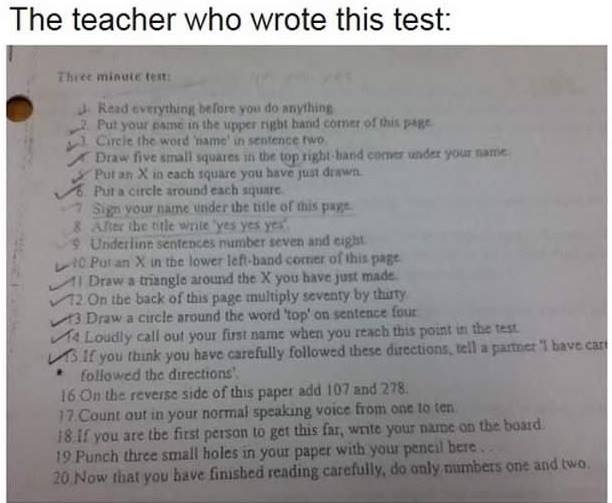 The teacher who wrote this test:
Three minute test:
1. Read everything before you do anything
2. Put your name in the upper right hand corner of this page
3. Circle the word 'name' in sentence two.
4. Draw five small squares in the top right-hand corner under your name.
5. Put an X in each square you have just drawn.
6. Put a circle around each square.
7 Sign your name under the title of this page.
8 After the title write 'yes yes yes'.
9 Underline sentences number seven and eight.
10 Put an X in the lower left-hand corner of this page.
11 Draw a triangle around the X you have just made.
12 On the back of this page multiply seventy by thirty.
13 Draw a circle around the word 'top' on sentence four
14 Loudly call out your first name when you reach this point in the test.
15. If you think you have carefully followed these directions, tell a partner 'I have
followed the directions'.
16 On the reverse side of this paper add 107 and 278.
17. Count out in your normal speaking voice from one to ten.
18. If you are the first person to get this far, write your name on the board.
19 Punch three small holes in your paper with your pencil here . . .
20. Now that you have finished reading carefully, do only numbers one and two.